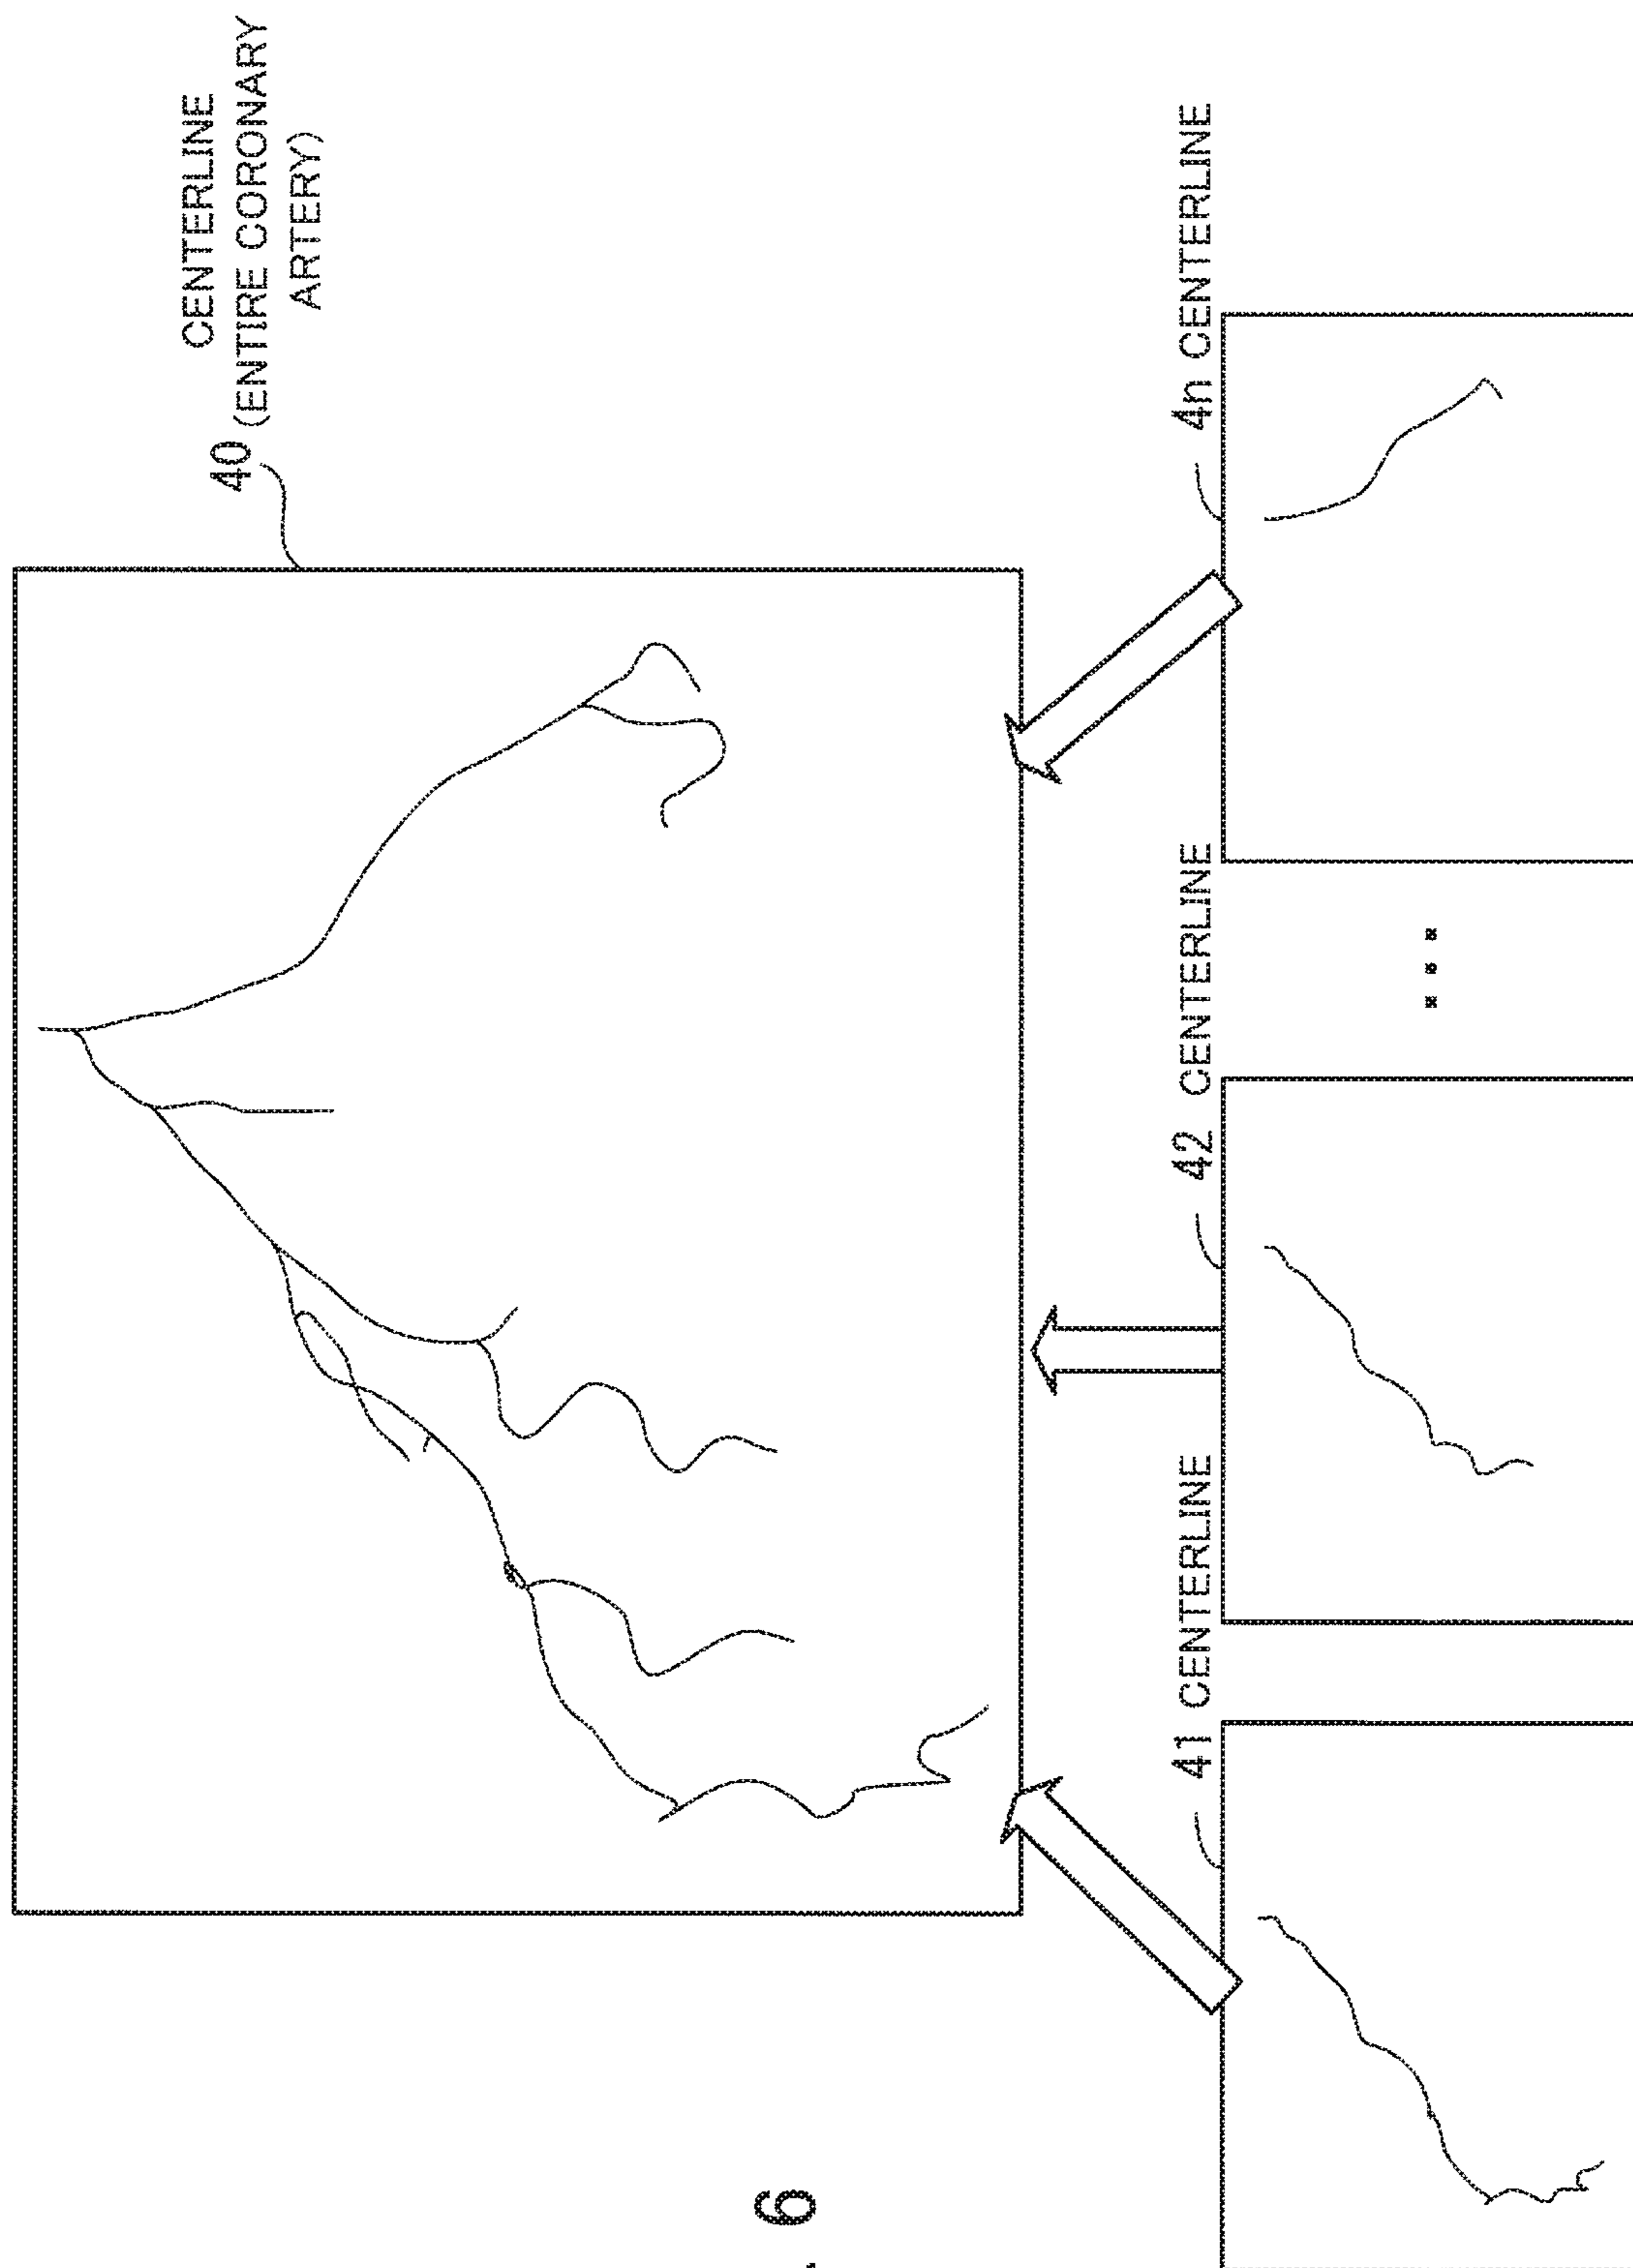 CENTERLINE
40 (ENTIRE CORONARY
ARTERY)
41 CENTERLINE
42 CENTERLINE
4n CENTERLINE
6